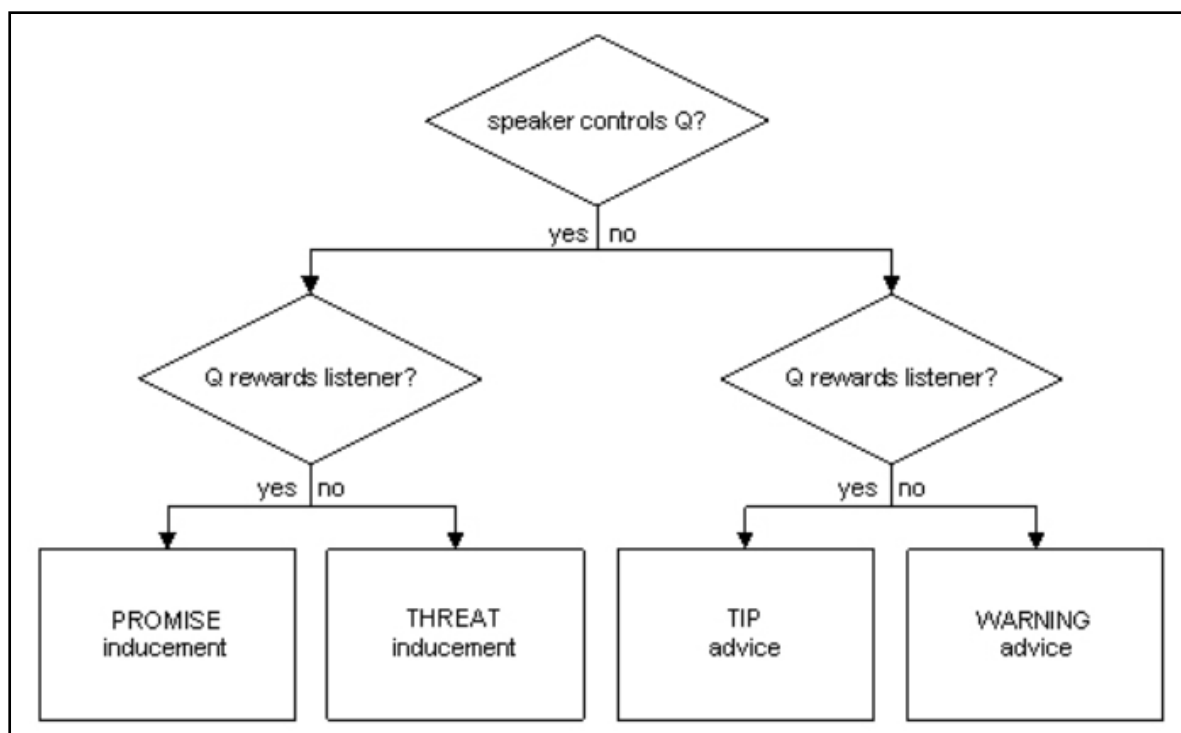 speaker controls Q?
yes no
Q rewards listener?
Q rewards listener?
yes no
yes no
PROMISE
inducement
THREAT
inducement
TIP
advice
WARNING
advice